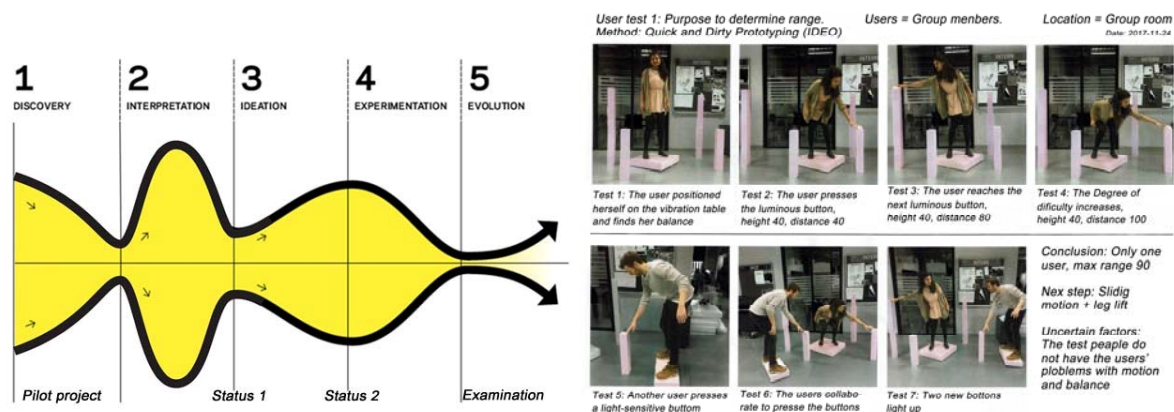 1
DISCOVERY
2
INTERPRETATION
3
IDEATION
4
EXPERIMENTATION
5
EVOLUTION
Pilot project
Status 1
Status 2
Examination
User test 1: Purpose to determine range.
Users = Group menbers.
Location = Group room
Method: Quick and Dirty Prototyping (IDEO)
Date: 2017-11-24
Test 1: The user positioned
herself on the vibration table
and finds her balance
Test 2: The user presses
the luminous button,
height 40, distance 40
Test 3: The user reaches the
next luminous button,
height 40, distance 80
Test 4: The Degree of
dificulty increases,
height 40, distance 100
Test 5: Another user presses
a light-sensitive buttom
Test 6: The users collabo-
rate to presse the buttons
Test 7: Two new bottons
light up
Conclusion: Only one
user, max range 90
Nex step: Slidig
motion + leg lift
Uncertain factors:
The test peaple do
not have the users'
ploblems with motion
and balance